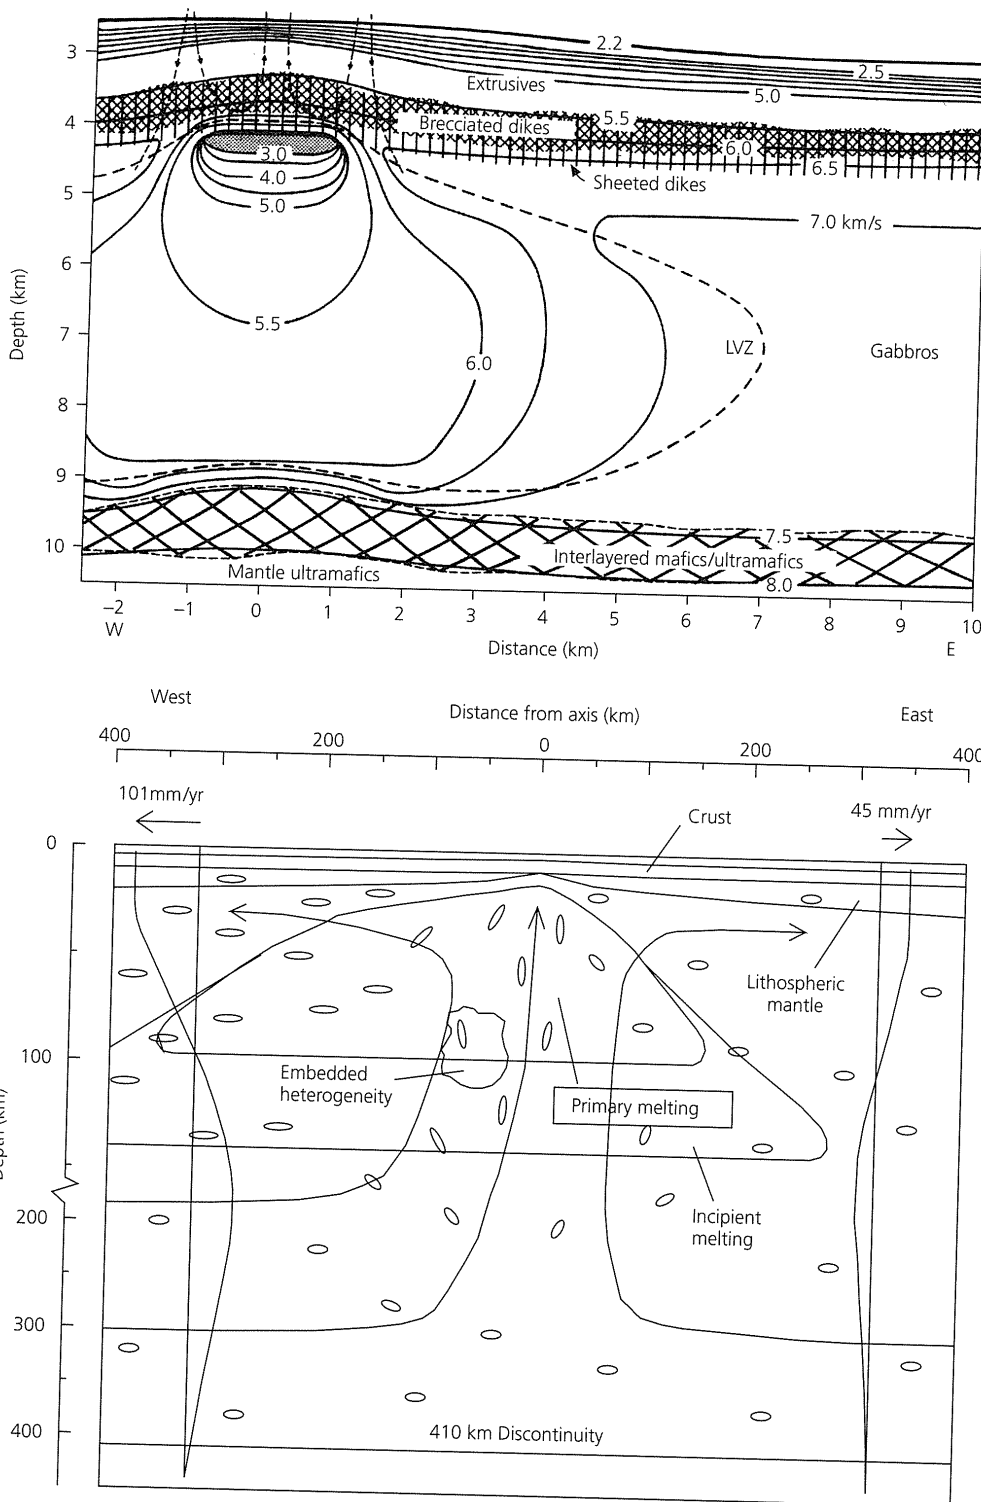 2.2
3
2.5
Extrusives
5.0
5.5
4
Brecciated dikes
3.0
6.0
6.5
4.0
Sheeted dikes
5
5.0
7.0 km/s
6
Depth (km)
7
5.5
LVZ
Gabbros
6.0
8
9
7.5
10
Interlayered mafics/ultramafics
Mantle ultramafics
8.0
–2
–1
0
1
2
3
4
5
6
7
8
9
10
W
Distance (km)
E
West
Distance from axis (km)
East
400
200
0
200
400
101mm/yr
45 mm/yr
Crust
0
Lithospheric
mantle
100
Embedded
heterogeneity
Primary melting
Depth (km)
200
Incipient
melting
300
400
410 km Discontinuity